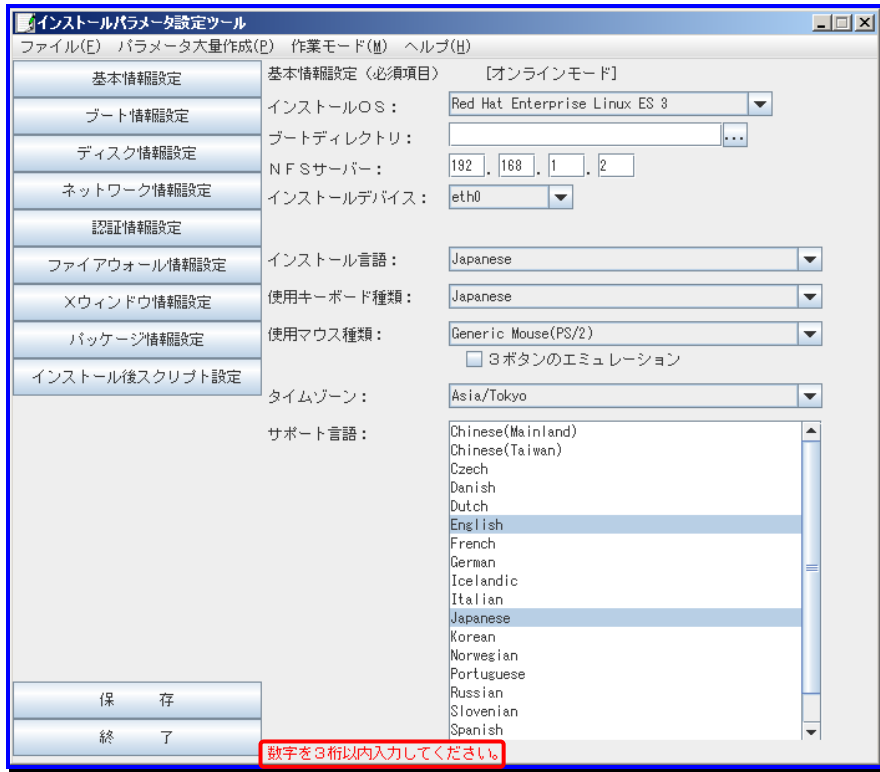 インストールパラメータ設定ツール
ファイル(F) パラメータ大量作成(P) 作業モード(M) ヘルプ(H)
基本情報設定
ブート情報設定
ディスク情報設定
ネットワーク情報設定
認証情報設定
ファイアウォール情報設定
Xウィンドウ情報設定
パッケージ情報設定
インストール後スクリプト設定
保 存
終 了
基本情報設定（必須項目） [オンラインモード]
インストールOS： Red Hat Enterprise Linux ES 3
ブートディレクトリ： ...
NFSサーバー： 192 . 168 . 1 . 2
インストールデバイス： eth0
インストール言語： Japanese
使用キーボード種類： Japanese
使用マウス種類： Generic Mouse(PS/2)
3ボタンのエミュレーション
タイムゾーン： Asia/Tokyo
サポート言語： Chinese(Mainland)
Chinese(Taiwan)
Czech
Danish
Dutch
English
French
German
Icelandic
Italian
Japanese
Korean
Norwegian
Portuguese
Russian
Slovenian
Spanish
数字を3桁以内入力してください。